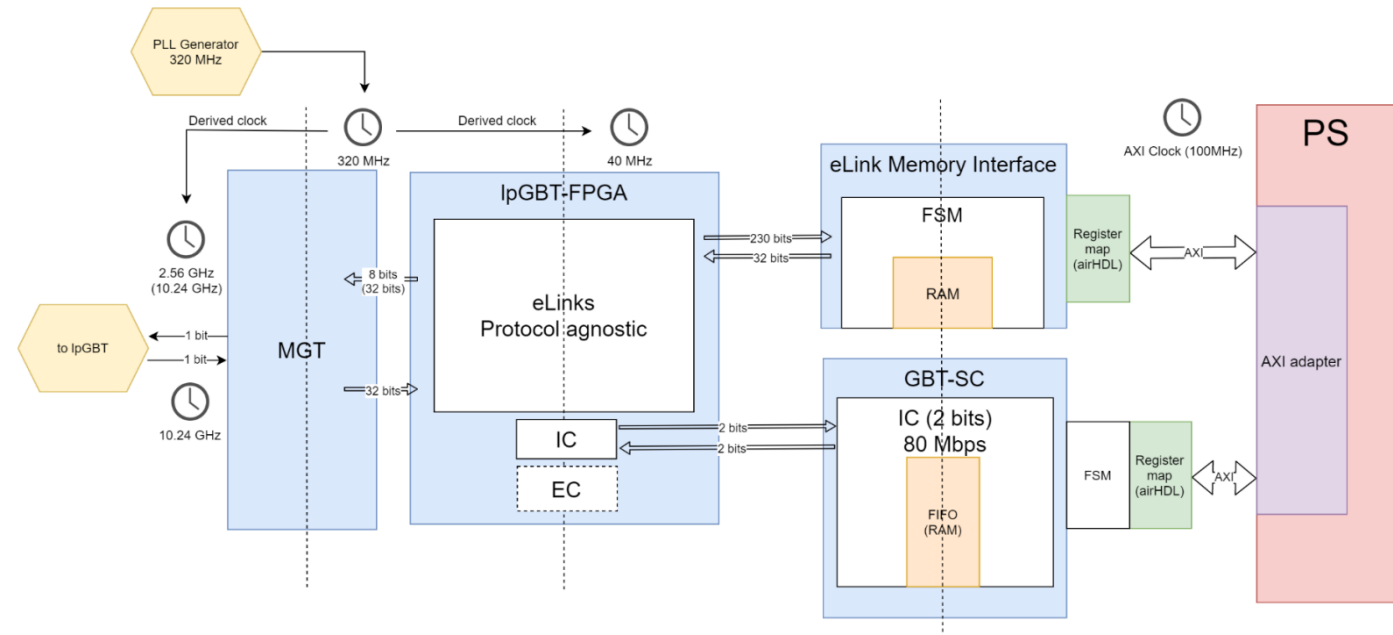 PLL Generator
320 MHz
Derived clock
Derived clock
320 MHz
40 MHz
AXI Clock (100MHz)
PS
2.56 GHz
(10.24 GHz)
to lpGBT
1 bit
1 bit
10.24 GHz
MGT
8 bits
(32 bits)
32 bits
lpGBT-FPGA
eLinks
Protocol agnostic
IC
EC
230 bits
32 bits
2 bits
2 bits
eLink Memory Interface
FSM
RAM
Register
map
(airHDL)
AXI
GBT-SC
IC (2 bits)
80 Mbps
FIFO
(RAM)
FSM
Register
map
(airHDL)
AXI
AXI adapter